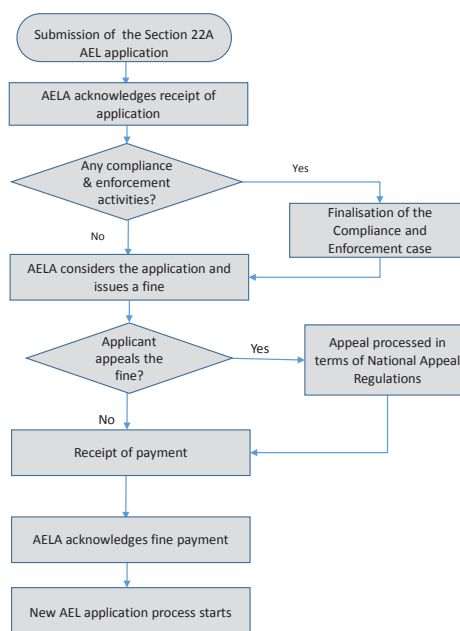 Submission of the Section 22A
AEL application
AELA acknowledges receipt of
application
Any compliance
& enforcement
activities?
Yes
No
Finalisation of the
Compliance and
Enforcement case
AELA considers the application and
issues a fine
Applicant
appeals the
fine?
Yes
No
Appeal processed in
terms of National Appeal
Regulations
Receipt of payment
AELA acknowledges fine payment
New AEL application process starts